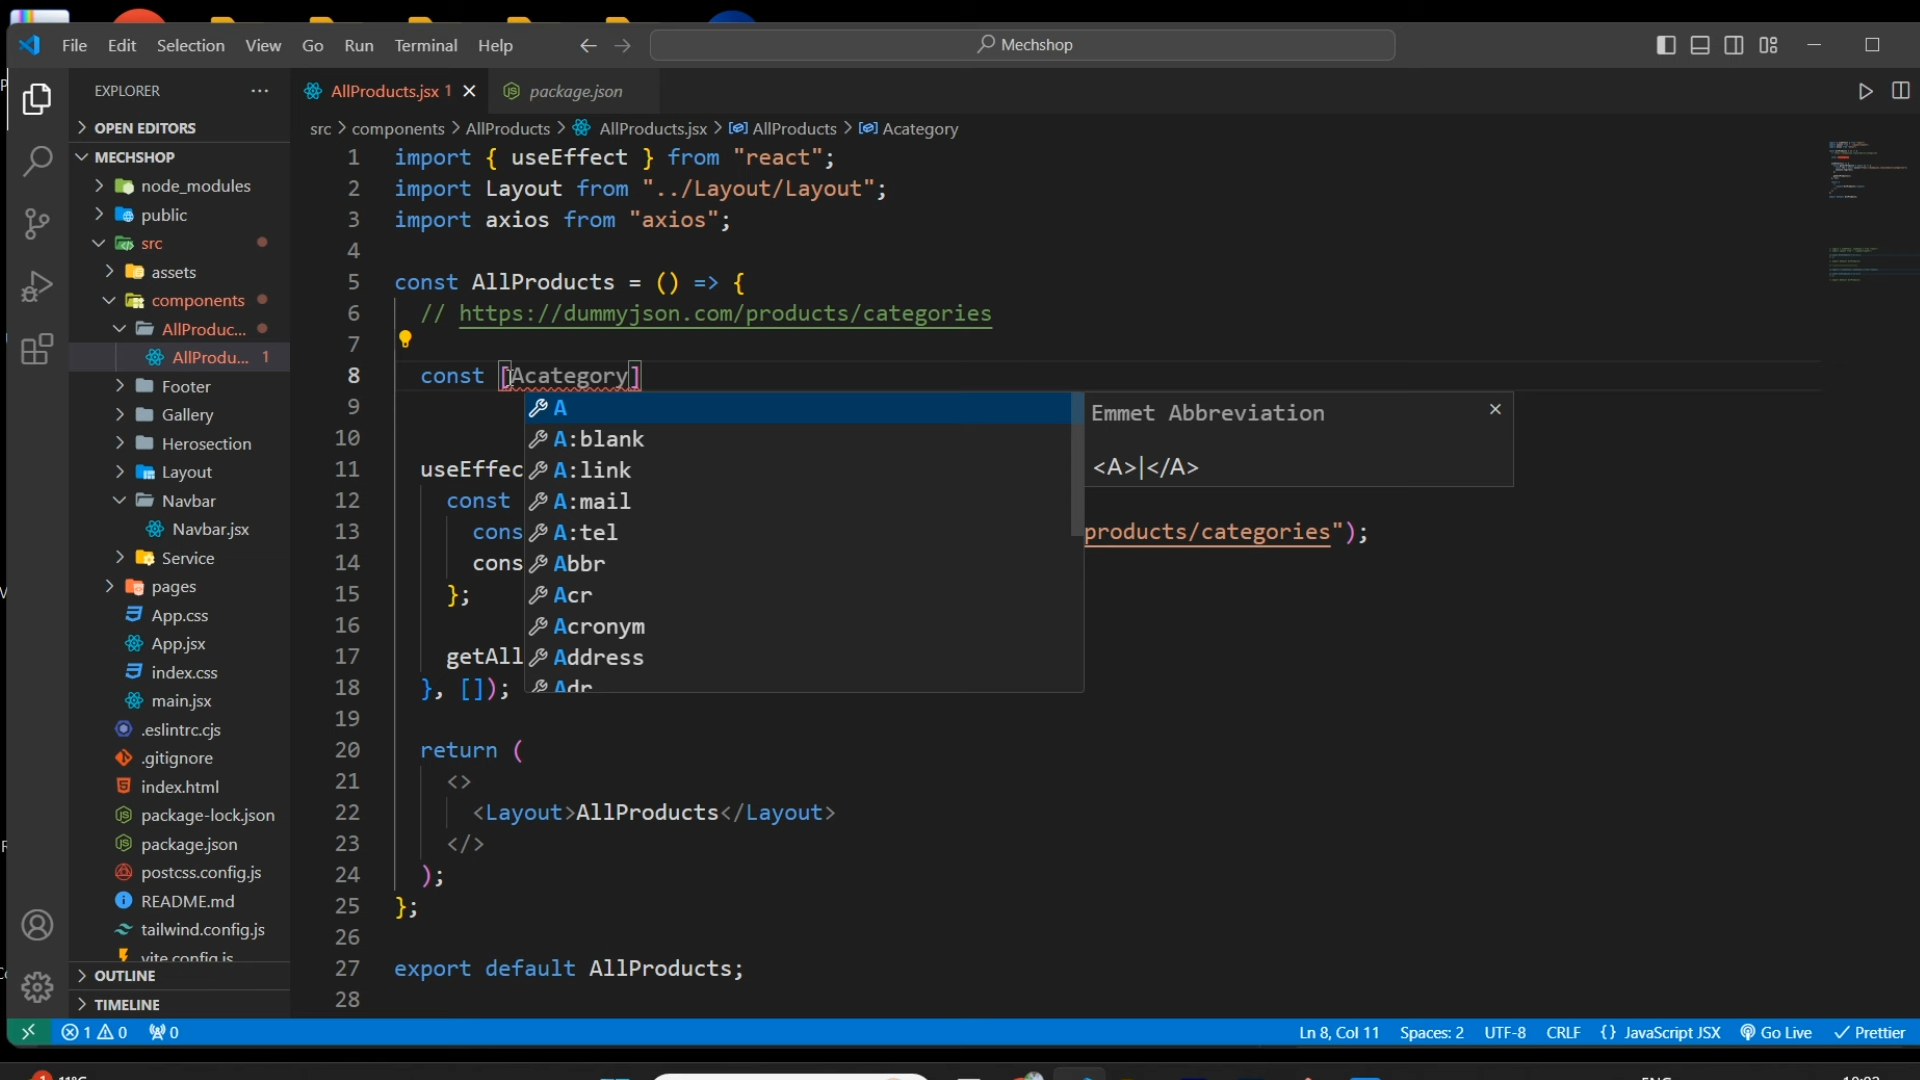 File Edit Selection View Go Run Terminal Help
Mechshop
EXPLORER
AllProducts.jsx 1
package.json
OPEN EDITORS
src > components > AllProducts > AllProducts.jsx > AllProducts > Acategory
MECHSHOP
node_modules
public
src
assets
components
AllProduc...
AllProdu... 1
Footer
Gallery
Herosection
Layout
Navbar
Navbar.jsx
Service
pages
App.css
App.jsx
index.css
main.jsx
.eslintrc.cjs
.gitignore
index.html
package-lock.json
package.json
postcss.config.js
README.md
tailwind.config.js
vite.config.js
OUTLINE
TIMELINE
1 import { useEffect } from "react";
2 import Layout from "../Layout/Layout";
3 import axios from "axios";
4
5 const AllProducts = () => {
6 // https://dummyjson.com/products/categories
7
8 const [Acategory]
9
10
11 useEffec
12 const
13 cons products/categories");
14 cons
15 };
16
17 getAll
18 }, []);
19
20 return (
21 <>
22 <Layout>AllProducts</Layout>
23 </>
24 );
25 };
26
27 export default AllProducts;
28
A
A:blank
A:link
A:mail
A:tel
Abbr
Acr
Acronym
Address
Adr
Emmet Abbreviation
<A>|</A>
1 0 0
Ln 8, Col 11 Spaces: 2 UTF-8 CRLF {} JavaScript JSX Go Live Prettier